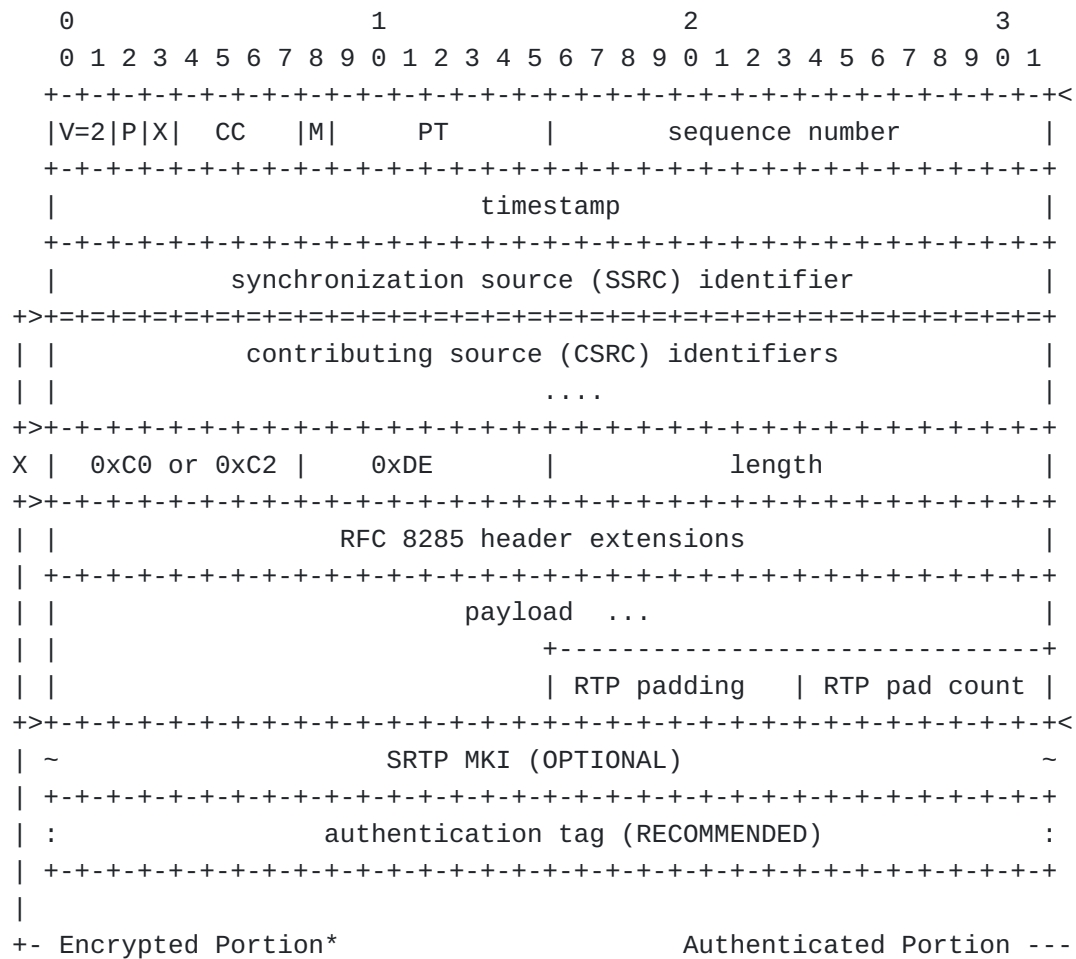 0                   1                   2                   3
    0 1 2 3 4 5 6 7 8 9 0 1 2 3 4 5 6 7 8 9 0 1 2 3 4 5 6 7 8 9 0 1
   +-+-+-+-+-+-+-+-+-+-+-+-+-+-+-+-+-+-+-+-+-+-+-+-+-+-+-+-+-+-+-+-+<
   |V=2|P|X|  CC   |M|     PT      |       sequence number         |
   +-+-+-+-+-+-+-+-+-+-+-+-+-+-+-+-+-+-+-+-+-+-+-+-+-+-+-+-+-+-+-+-+
   |                           timestamp                           |
   +-+-+-+-+-+-+-+-+-+-+-+-+-+-+-+-+-+-+-+-+-+-+-+-+-+-+-+-+-+-+-+-+
   |           synchronization source (SSRC) identifier            |
 +>+=+=+=+=+=+=+=+=+=+=+=+=+=+=+=+=+=+=+=+=+=+=+=+=+=+=+=+=+=+=+=+=+
 | |            contributing source (CSRC) identifiers             |
 | |                               ....                            |
 +>+-+-+-+-+-+-+-+-+-+-+-+-+-+-+-+-+-+-+-+-+-+-+-+-+-+-+-+-+-+-+-+-+
 X |  0xC0 or 0xC2 |    0xDE       |           length              |
 +>+-+-+-+-+-+-+-+-+-+-+-+-+-+-+-+-+-+-+-+-+-+-+-+-+-+-+-+-+-+-+-+-+
 | |                  RFC 8285 header extensions                   |
 | +-+-+-+-+-+-+-+-+-+-+-+-+-+-+-+-+-+-+-+-+-+-+-+-+-+-+-+-+-+-+-+-+
 | |                          payload  ...                         |
 | |                               +-------------------------------+
 | |                               | RTP padding   | RTP pad count |
 +>+-+-+-+-+-+-+-+-+-+-+-+-+-+-+-+-+-+-+-+-+-+-+-+-+-+-+-+-+-+-+-+-+<
 | ~                     SRTP MKI (OPTIONAL)                       ~
 | +-+-+-+-+-+-+-+-+-+-+-+-+-+-+-+-+-+-+-+-+-+-+-+-+-+-+-+-+-+-+-+-+
 | :                 authentication tag (RECOMMENDED)              :
 | +-+-+-+-+-+-+-+-+-+-+-+-+-+-+-+-+-+-+-+-+-+-+-+-+-+-+-+-+-+-+-+-+
 |
 +- Encrypted Portion*                      Authenticated Portion ---